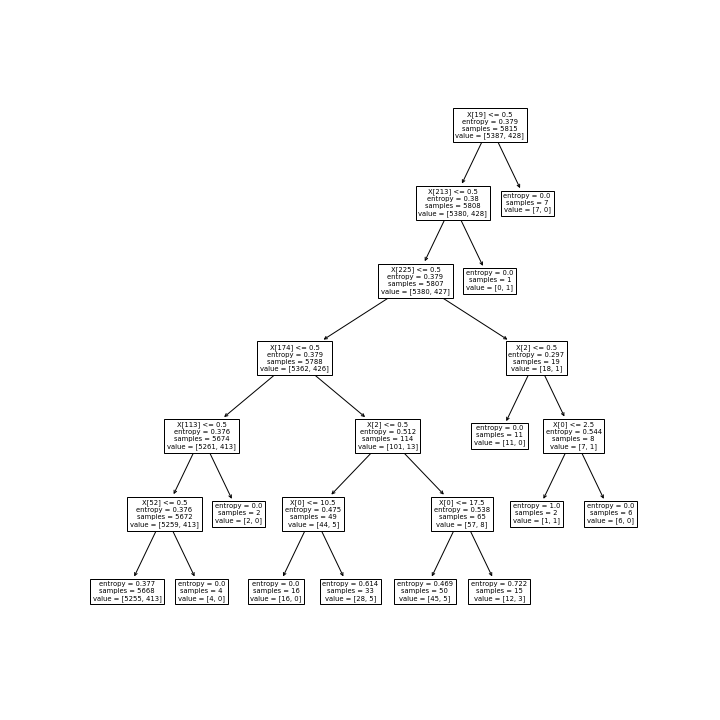 X[19] <= 0.5
entropy = 0.379
samples = 5815
value = [5387, 428]
X[213] <= 0.5
entropy = 0.38
samples = 5808
value = [5380, 428]
entropy = 0.0
samples = 7
value = [7, 0]
X[225] <= 0.5
entropy = 0.379
samples = 5807
value = [5380, 427]
entropy = 0.0
samples = 1
value = [0, 1]
X[174] <= 0.5
entropy = 0.379
samples = 5788
value = [5362, 426]
X[2] <= 0.5
entropy = 0.297
samples = 19
value = [18, 1]
X[113] <= 0.5
entropy = 0.376
samples = 5674
value = [5261, 413]
X[2] <= 0.5
entropy = 0.512
samples = 114
value = [101, 13]
entropy = 0.0
samples = 11
value = [11, 0]
X[0] <= 2.5
entropy = 0.544
samples = 8
value = [7, 1]
X[52] <= 0.5
entropy = 0.376
samples = 5672
value = [5259, 413]
entropy = 0.0
samples = 2
value = [2, 0]
X[0] <= 10.5
entropy = 0.475
samples = 49
value = [44, 5]
X[0] <= 17.5
entropy = 0.538
samples = 65
value = [57, 8]
entropy = 1.0
samples = 2
value = [1, 1]
entropy = 0.0
samples = 6
value = [6, 0]
entropy = 0.377
samples = 5668
value = [5255, 413]
entropy = 0.0
samples = 4
value = [4, 0]
entropy = 0.0
samples = 16
value = [16, 0]
entropy = 0.614
samples = 33
value = [28, 5]
entropy = 0.469
samples = 50
value = [45, 5]
entropy = 0.722
samples = 15
value = [12, 3]